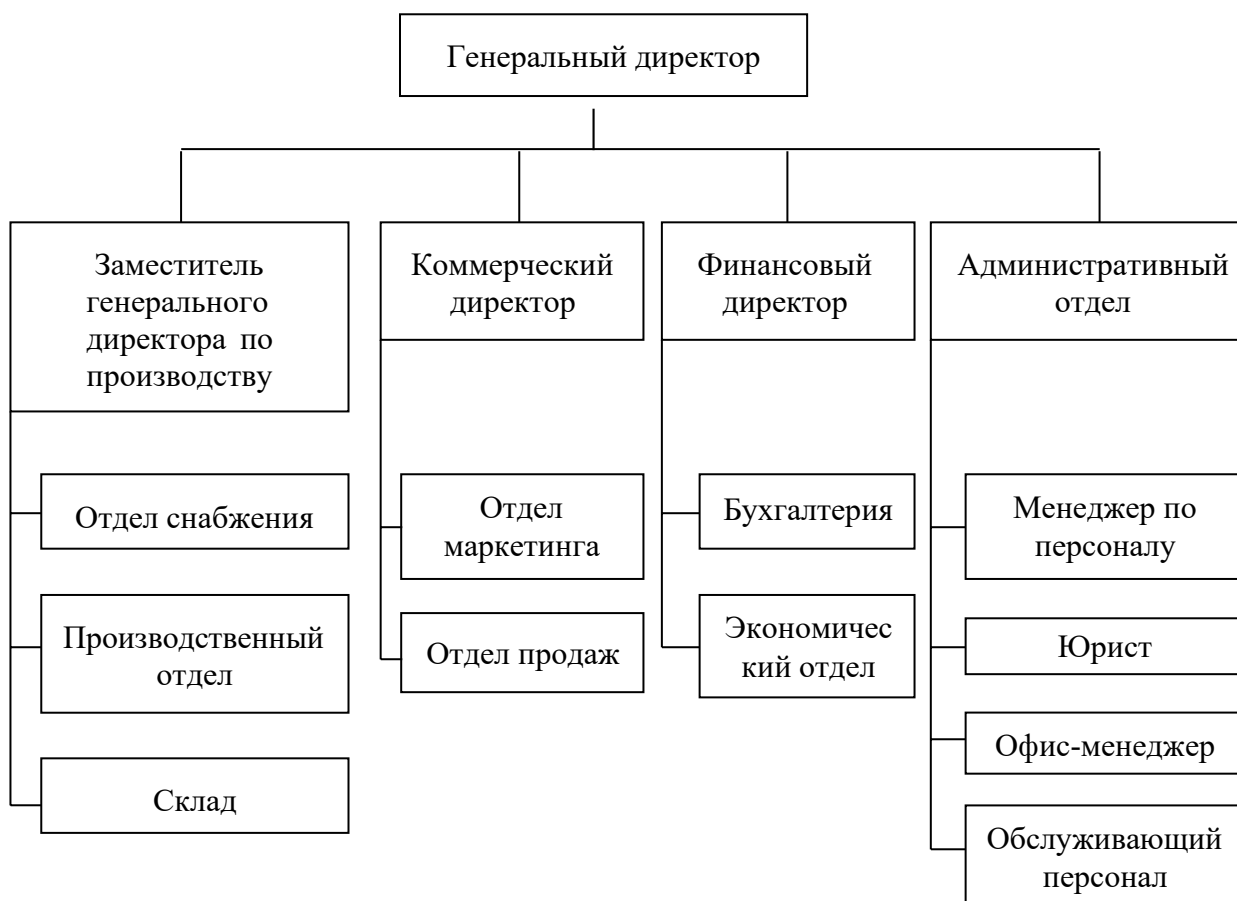 Генеральный директор
Заместитель
генерального
директора по
производству
Коммерческий
директор
Финансовый
директор
Административный
отдел
Отдел снабжения
Производственный
отдел
Склад
Отдел
маркетинга
Отдел продаж
Бухгалтерия
Экономичес
кий отдел
Менеджер по
персоналу
Юрист
Офис-менеджер
Обслуживающий
персонал